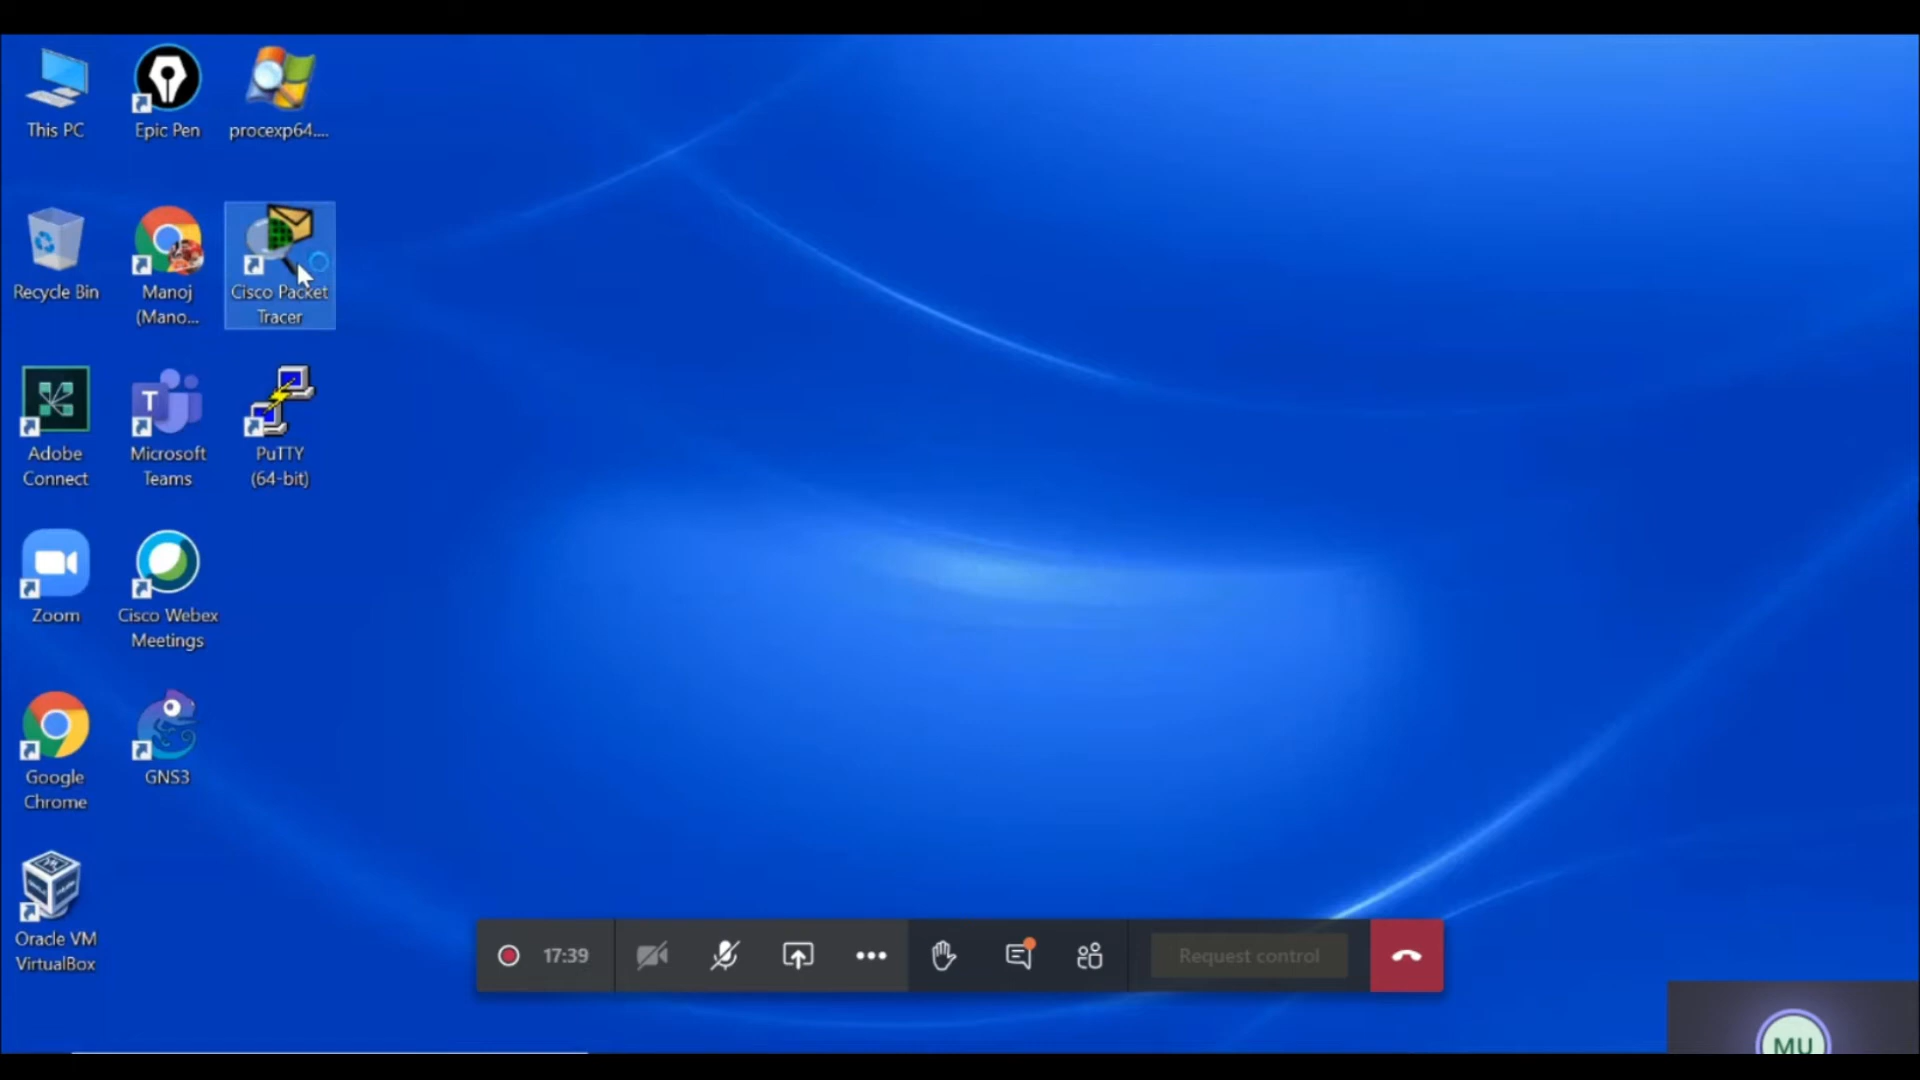 This PC
Epic Pen
procexp64....
Recycle Bin
Manoj
(Mano...
Cisco Packet
Tracer
Adobe
Connect
T
Microsoft
Teams
PuTTY
(64-bit)
Zoom
Cisco Webex
Meetings
Google
Chrome
GNS3
Oracle VM
VirtualBox
17:39
Request control
MU